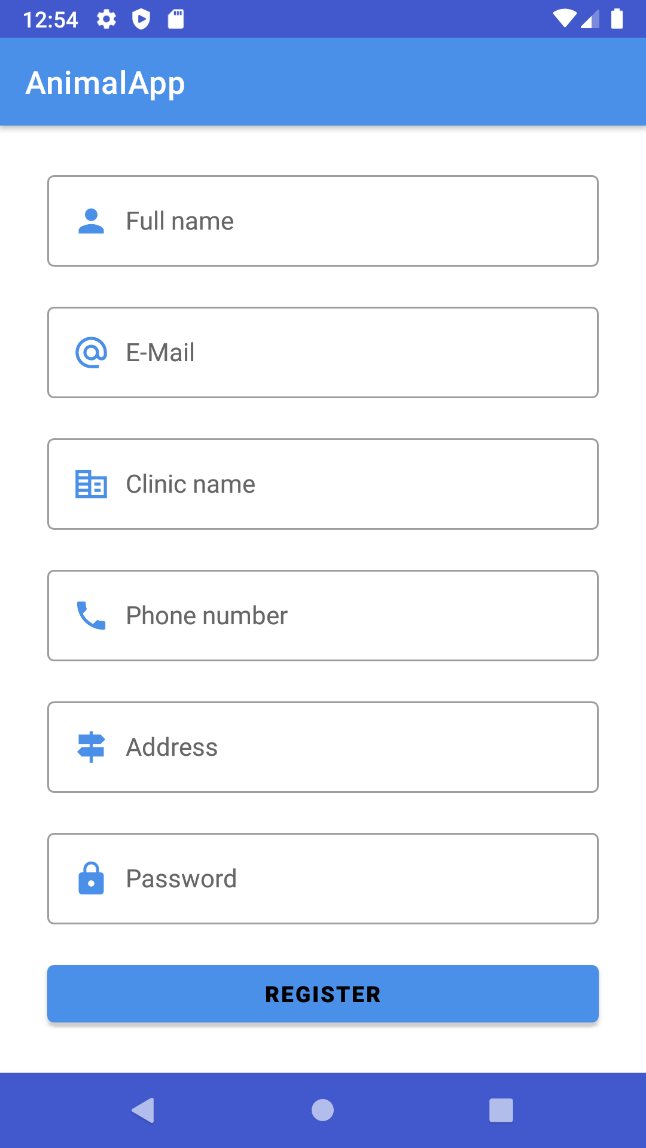 12:54
AnimalApp
Full name
E-Mail
Clinic name
Phone number
Address
Password
REGISTER